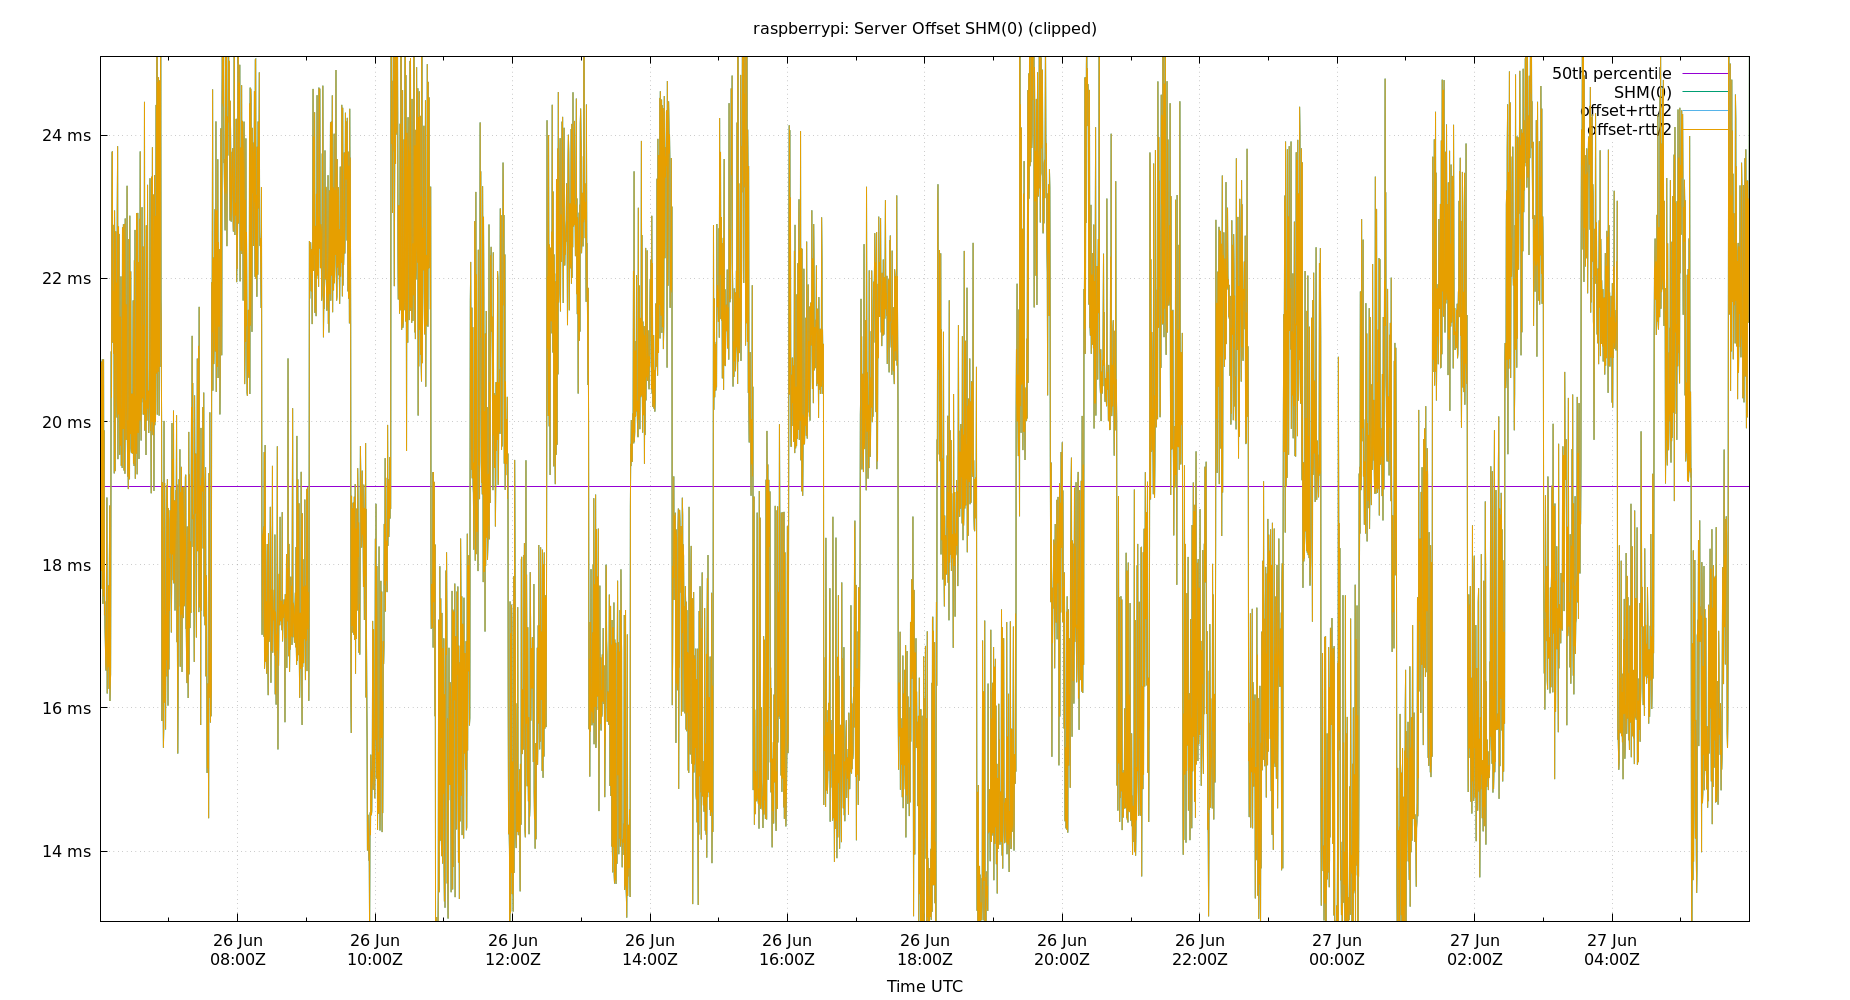 raspberrypi: Server Offset SHM(0) (clipped)
50th percentile
SHM(0)
offset+rtt/2
offset-rtt/2
24 ms
22 ms
20 ms
18 ms
16 ms
14 ms
26 Jun 26 Jun 26 Jun 26 Jun 26 Jun 26 Jun 26 Jun 26 Jun 27 Jun 27 Jun 27 Jun
08:00Z 10:00Z 12:00Z 14:00Z 16:00Z 18:00Z 20:00Z 22:00Z 00:00Z 02:00Z 04:00Z
Time UTC